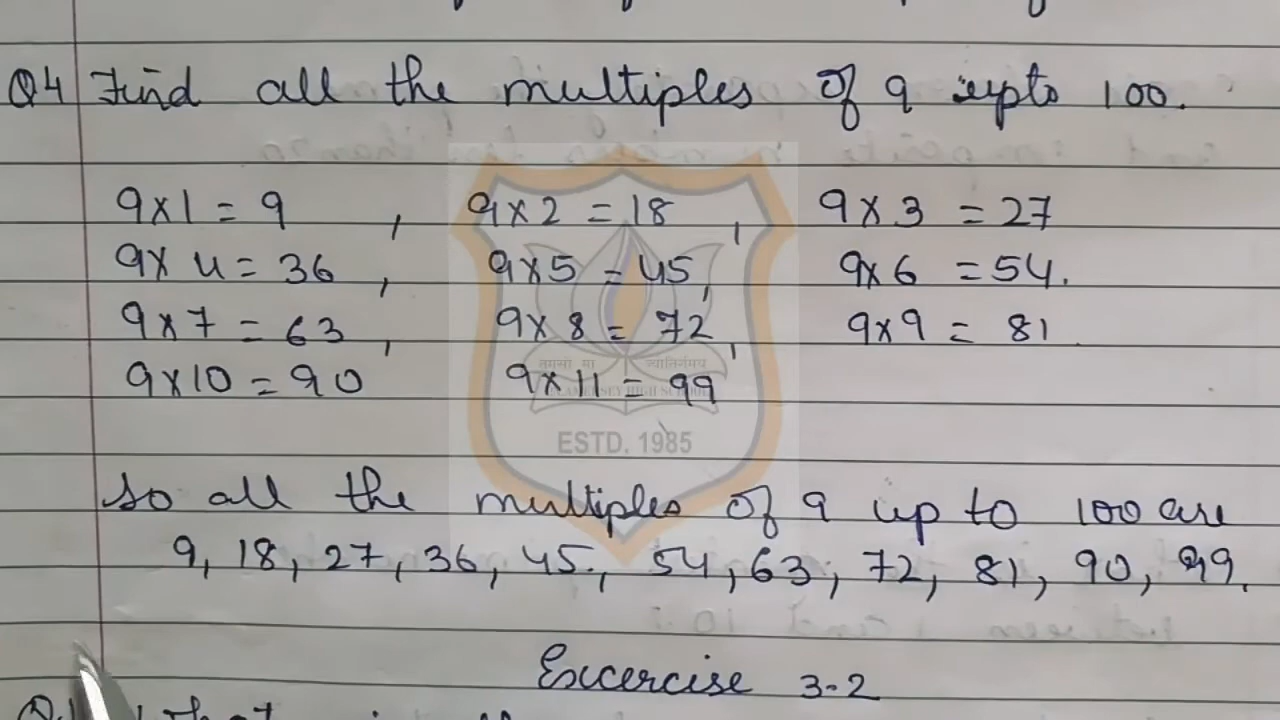 Q4 Find all the multiples of 9 upto 100.
9x1 = 9 , 9x2 = 18 , 9x3 = 27
9x4 = 36 , 9x5 = 45, 9x6 = 54.
9x7 = 63 , 9x8 = 72, 9x9 = 81
9x10 = 90 9x11 = 99
तमसो मा ज्योतिर्गमय
ESTD. 1985
So all the multiples of 9 up to 100 are
9, 18, 27, 36, 45, 54, 63, 72, 81, 90, 99.
Excercise 3-2